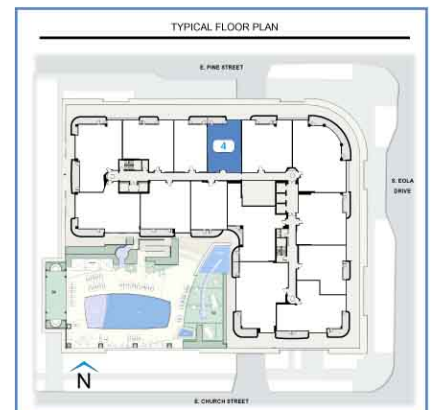 TYPICAL FLOOR PLAN
E. PINE STREET
4
S. EOLA
DRIVE
N
E. CHURCH STREET